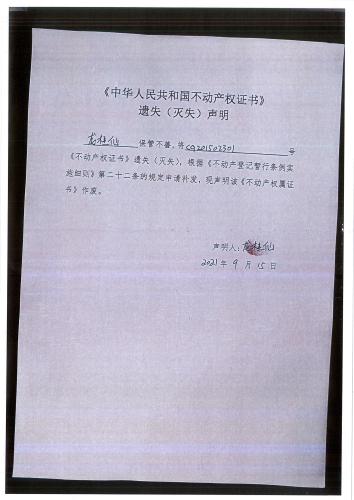 《中华人民共和国不动产权证书》
遗失（灭失）声明
龙桂仙 保管不善，将CQ201502301号
《不动产权证书》遗失（灭失），根据《不动产登记暂行条例实
施细则》第二十二条的规定申请补发，现声明该《不动产权属证
书》作废。
声明人：龙桂仙
2021年9月15日